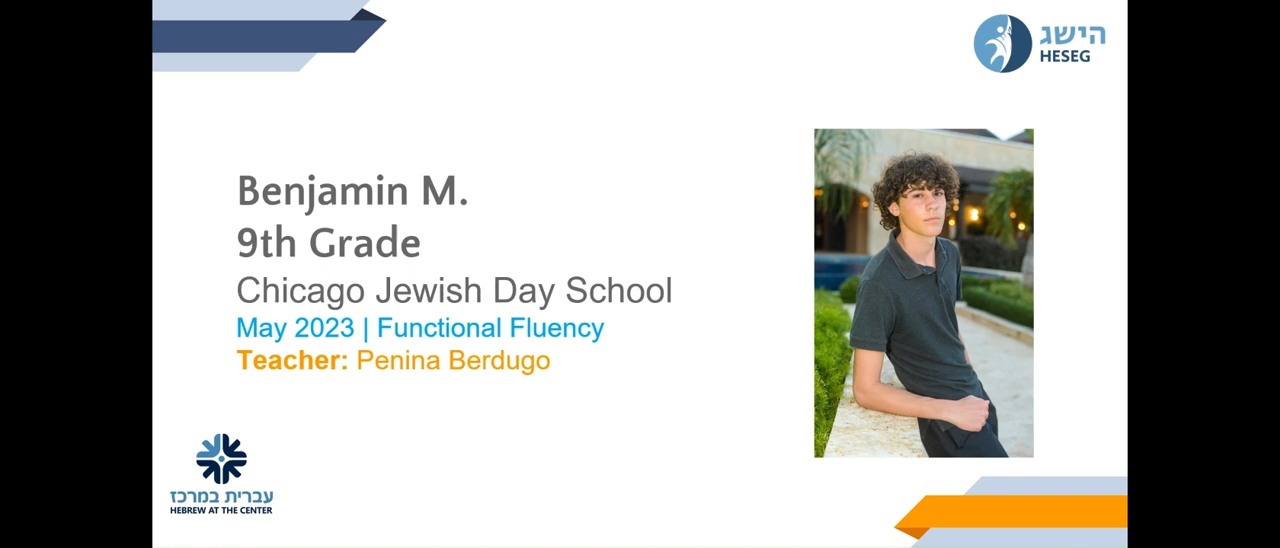 הישג
HESEG
Benjamin M.
9th Grade
Chicago Jewish Day School
May 2023 | Functional Fluency
Teacher: Penina Berdugo
עברית במרכז
HEBREW AT THE CENTER